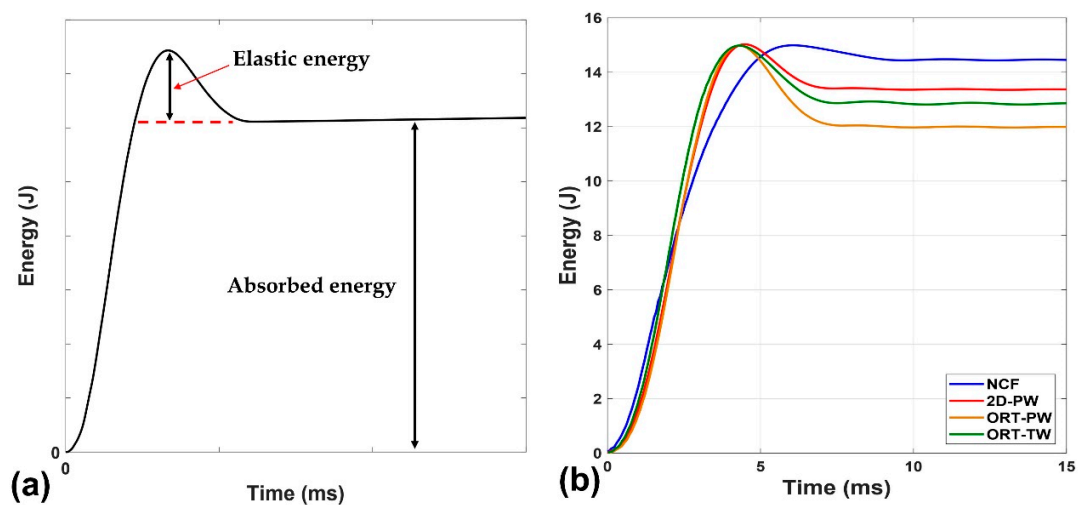 Elastic energy
Absorbed energy
Energy (J)
0
0
Time (ms)
(a)
16
14
12
10
8
6
4
2
0
Energy (J)
NCF
2D-PW
ORT-PW
ORT-TW
0
5
10
15
Time (ms)
(b)